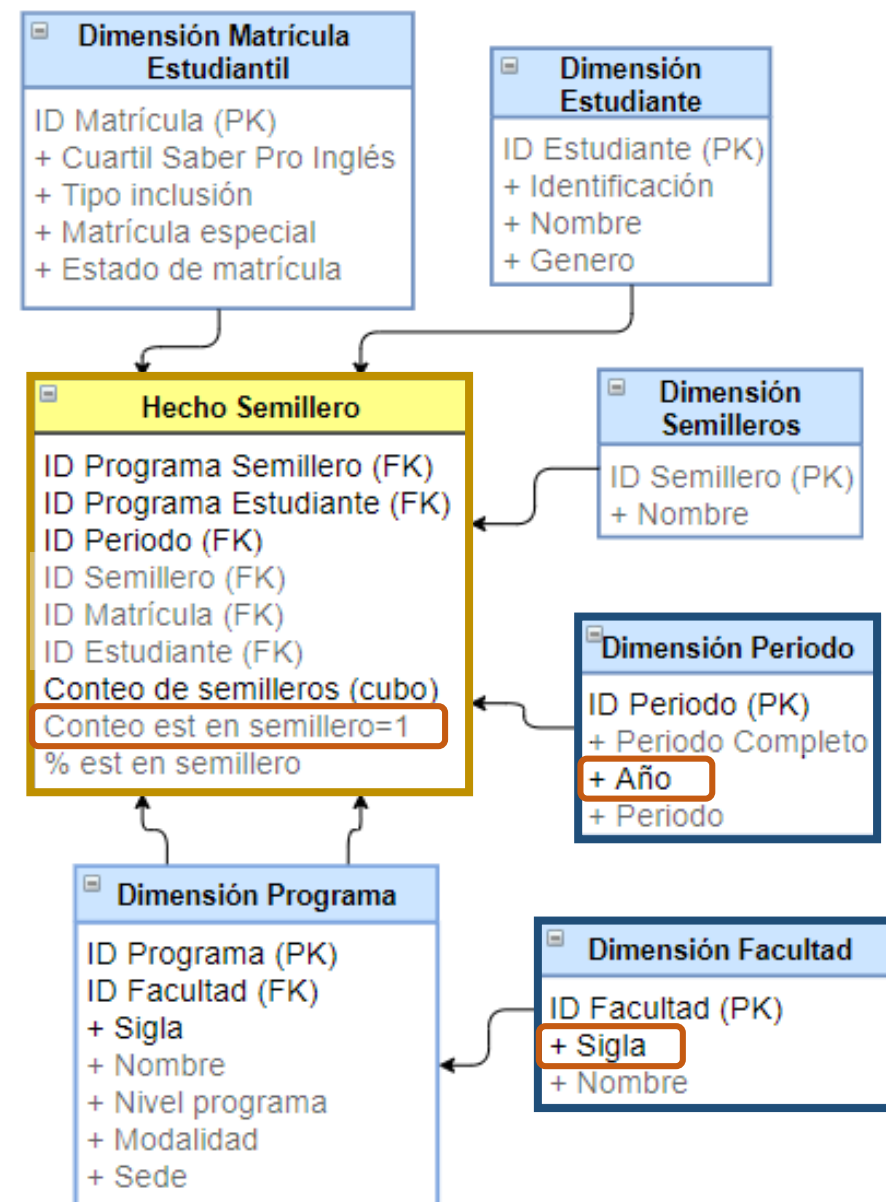 Dimensión Matrícula
Estudiantil
ID Matrícula (PK)
+ Cuartil Saber Pro Inglés
+ Tipo inclusión
+ Matrícula especial
+ Estado de matrícula
Dimensión
Estudiante
ID Estudiante (PK)
+ Identificación
+ Nombre
+ Genero
Hecho Semillero
ID Programa Semillero (FK)
ID Programa Estudiante (FK)
ID Periodo (FK)
ID Semillero (FK)
ID Matrícula (FK)
ID Estudiante (FK)
Conteo de semilleros (cubo)
Conteo est en semillero=1
% est en semillero
Dimensión
Semilleros
ID Semillero (PK)
+ Nombre
Dimensión Periodo
ID Periodo (PK)
+ Periodo Completo
+ Año
+ Periodo
Dimensión Programa
ID Programa (PK)
ID Facultad (FK)
+ Sigla
+ Nombre
+ Nivel programa
+ Modalidad
+ Sede
Dimensión Facultad
ID Facultad (PK)
+ Sigla
+ Nombre